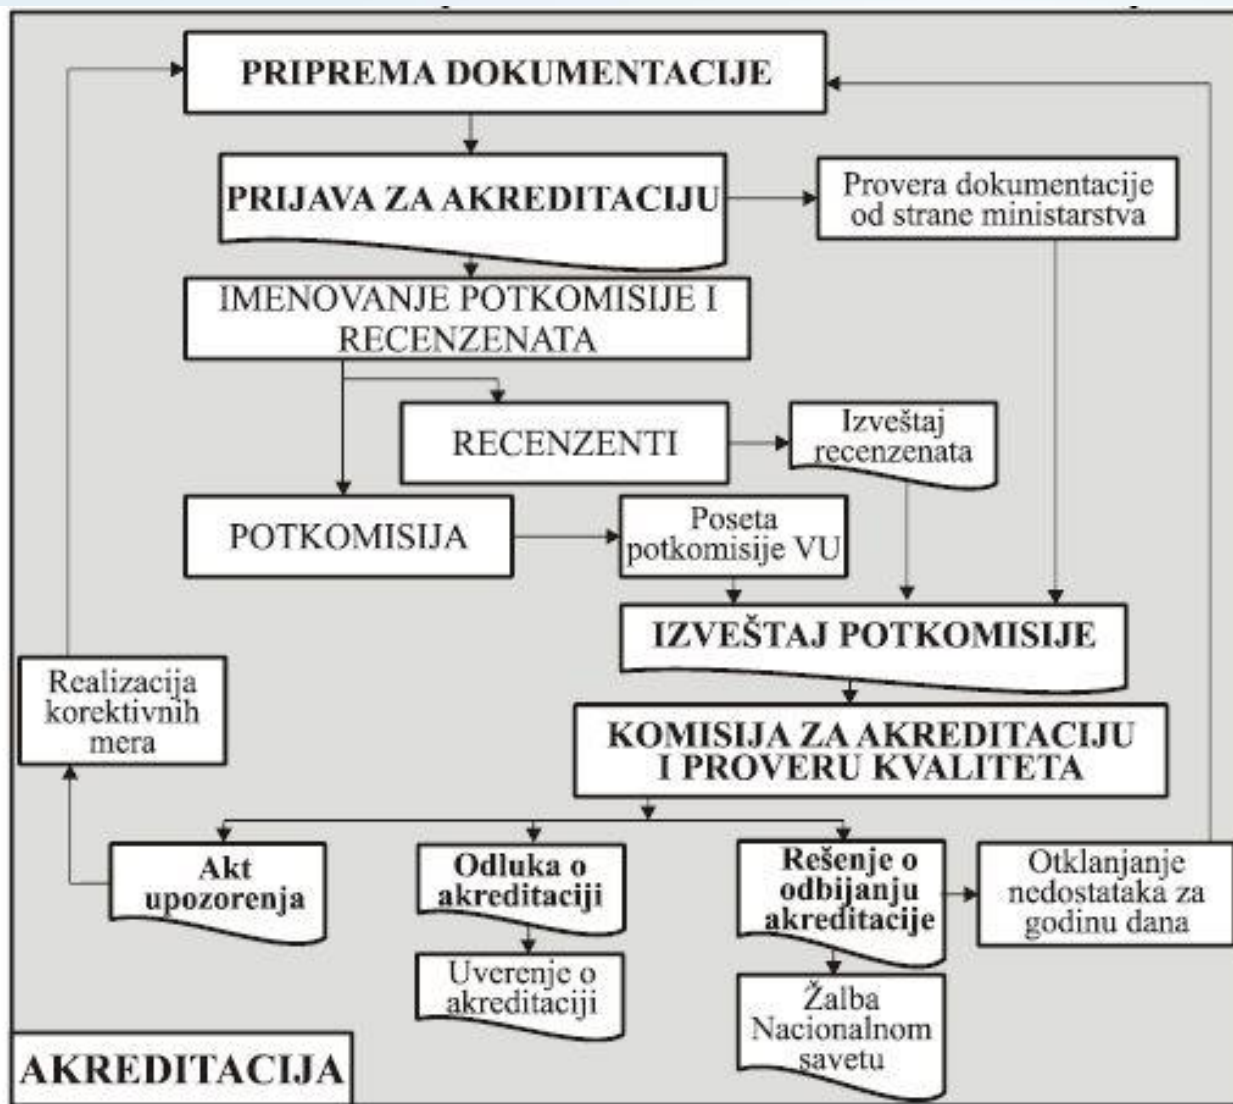 PRIPREMA DOKUMENTACIJE
PRIJAVA ZA AKREDITACIJU
Provera dokumentacije
od strane ministarstva
IMENOVANJE POTKOMISIJE I
RECENZENATA
RECENZENTI
Izveštaj
recenzenata
POTKOMISIJA
Poseta
potkomisije VU
IZVEŠTAJ POTKOMISIJE
Realizacija
korektivnih
mera
KOMISIJA ZA AKREDITACIJU
I PROVERU KVALITETA
Akt
upozorenja
Odluka o
akreditaciji
Rešenje o
odbijanju
akreditacije
Otklanjanje
nedostataka za
godinu dana
Uverenje o
akreditaciji
Žalba
Nacionalnom
savetu
AKREDITACIJA